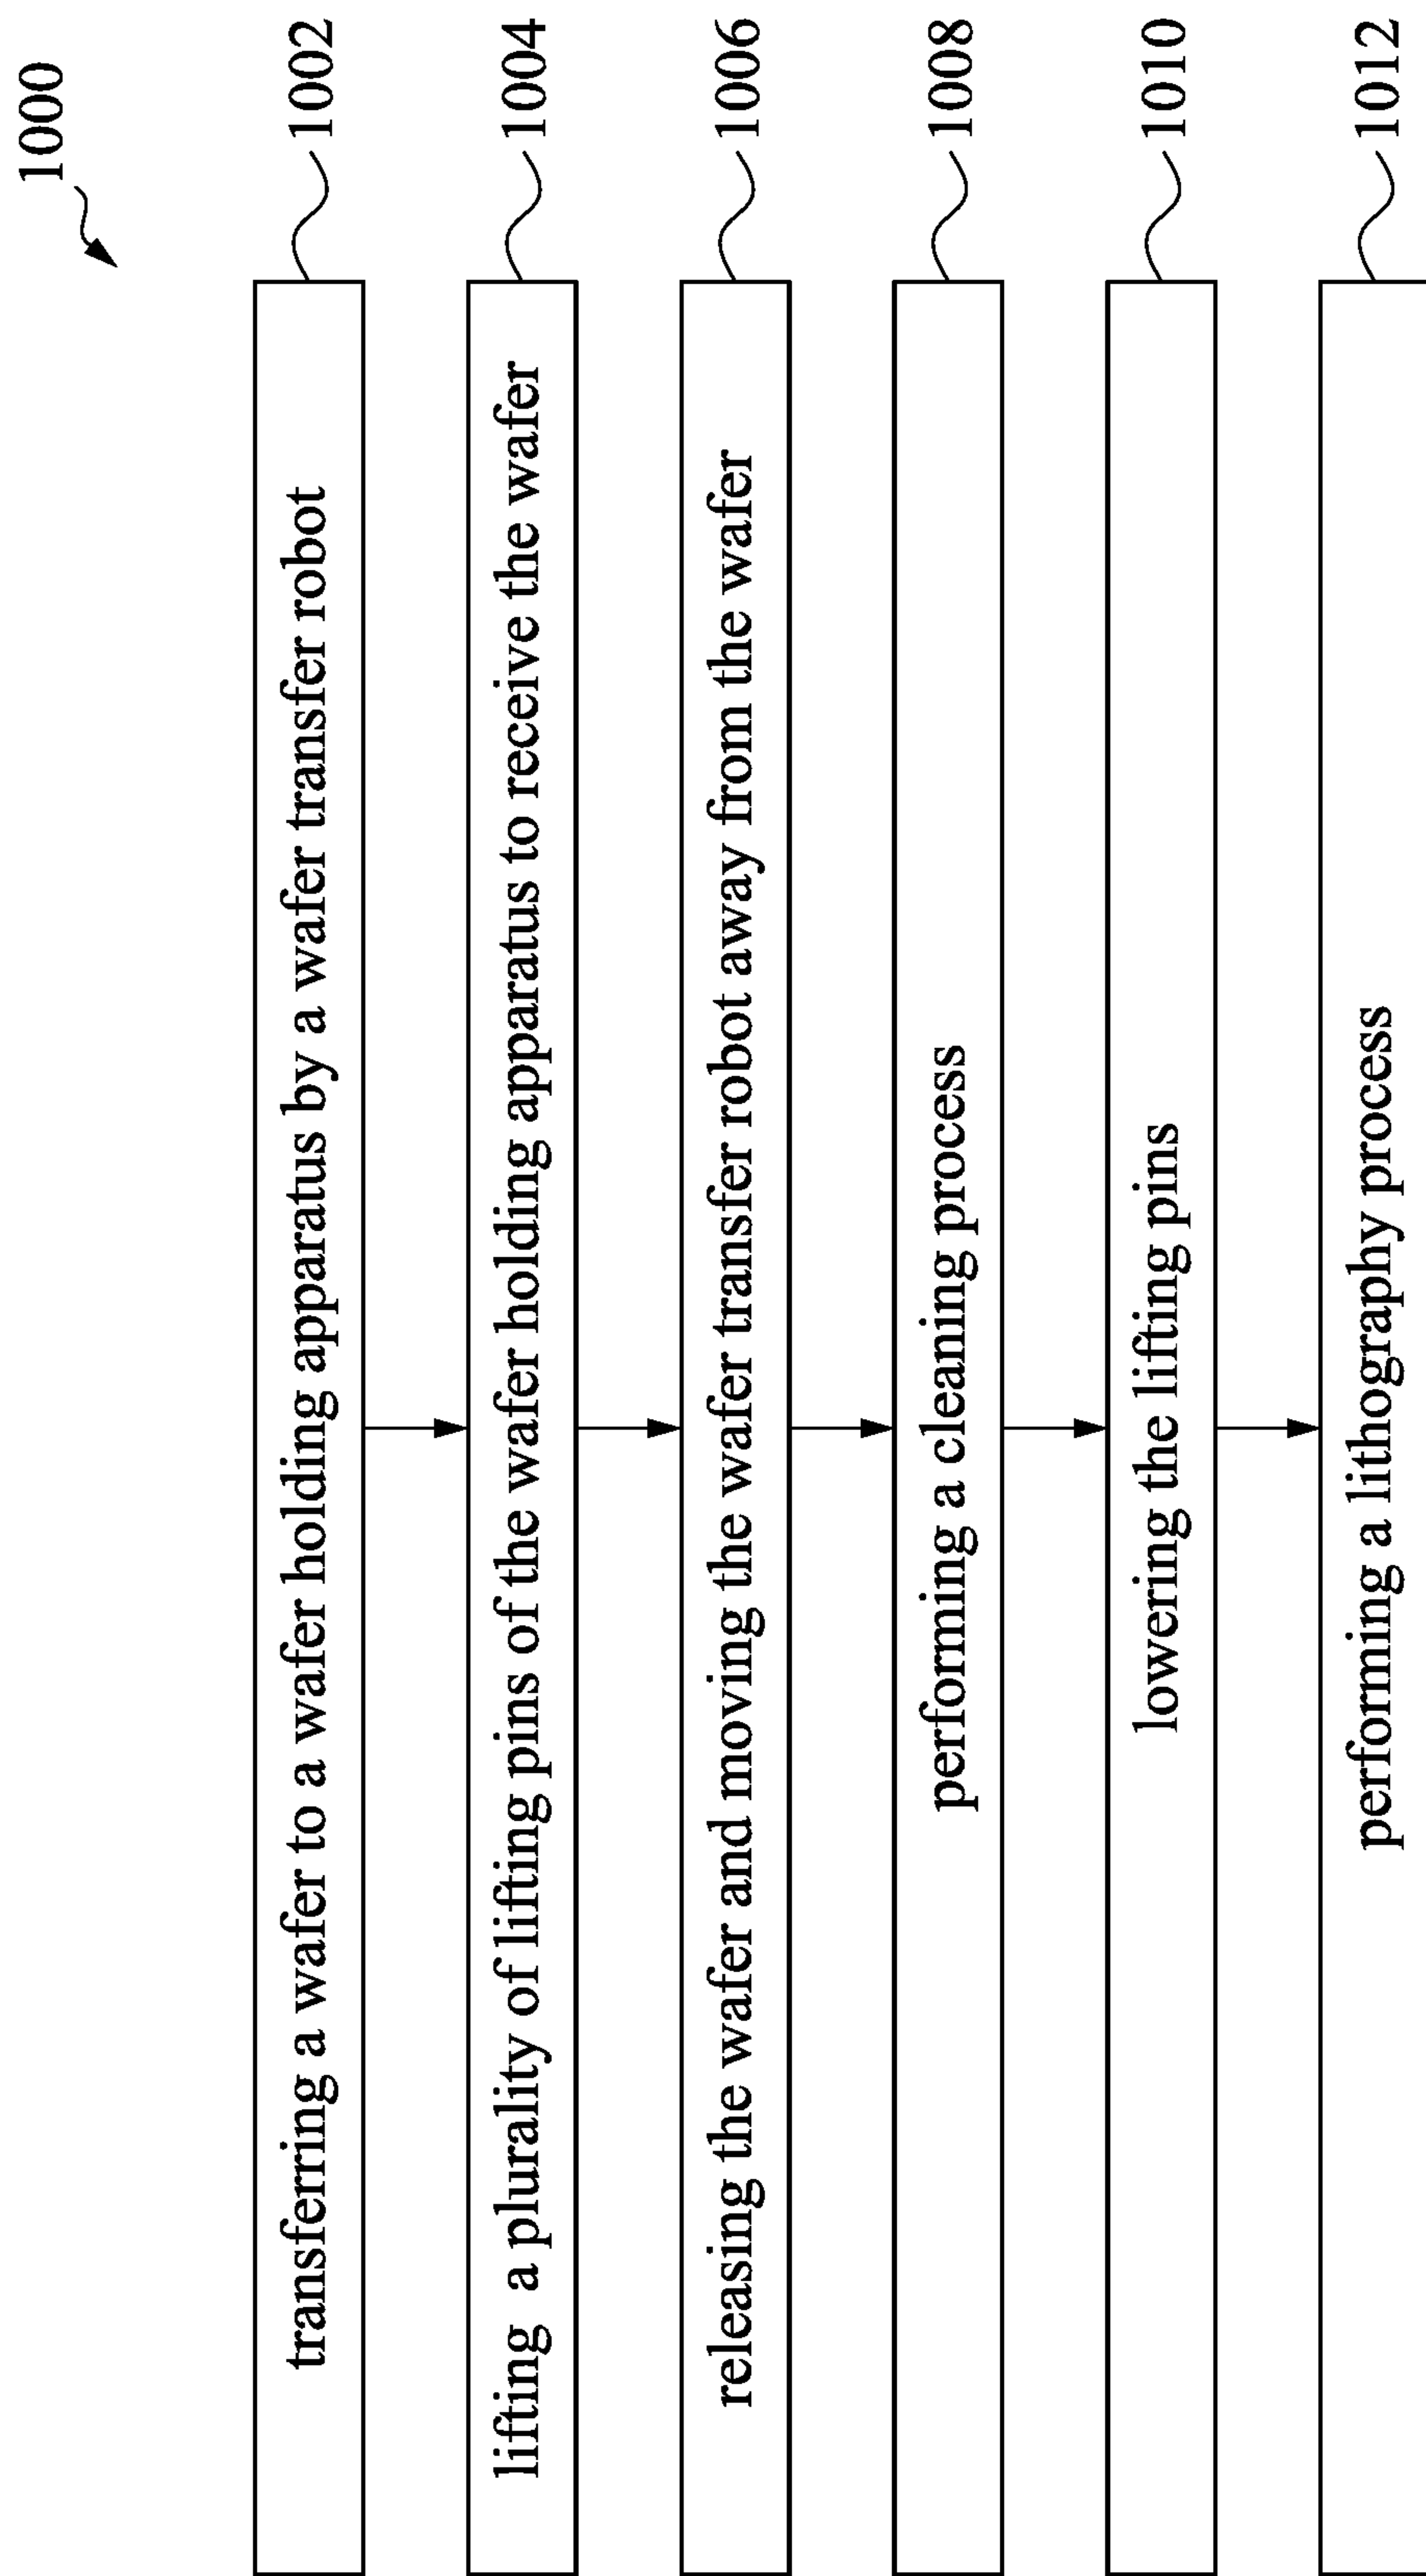 1000
transferring a wafer to a wafer holding apparatus by a wafer transfer robot
1002
lifting a plurality of lifting pins of the wafer holding apparatus to receive the wafer
1004
releasing the wafer and moving the wafer transfer robot away from the wafer
1006
performing a cleaning process
1008
lowering the lifting pins
1010
performing a lithography process
1012